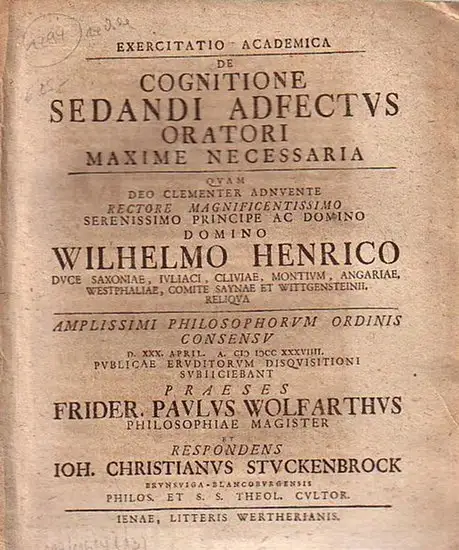 EXERCITATIO ACADEMICA
DE
COGNITIONE
SEDANDI ADFECTVS
ORATORI
MAXIME NECESSARIA
QVAM
DEO CLEMENTER ADNVENTE
RECTORE MAGNIFICENTISSIMO
SERENISSIMO PRINCIPE AC DOMINO
DOMINO
WILHELMO HENRICO
DVCE SAXONIAE, IVLIACI, CLIVIAE, MONTIVM, ANGARIAE,
WESTPHALIAE, COMITE SAYNAE ET WITTGENSTEINII.
RELIQVA
AMPLISSIMI PHILOSOPHORVM ORDINIS
CONSENSV
D. XXX. APRIL. A. CIↃ IↃCC XXXVIIII.
PVBLICAE ERVDITORVM DISQVISITIONI
SVBIICIEBANT
PRAESES
FRIDER. PAVLVS WOLFARTHVS
PHILOSOPHIAE MAGISTER
ET
RESPONDENS
IOH. CHRISTIANVS STVCKENBROCK
BRVNSVIGA-BLANCOBVRGENSIS
PHILOS. ET S. S. THEOL. CVLTOR.
IENAE, LITTERIS WERTHERIANIS.